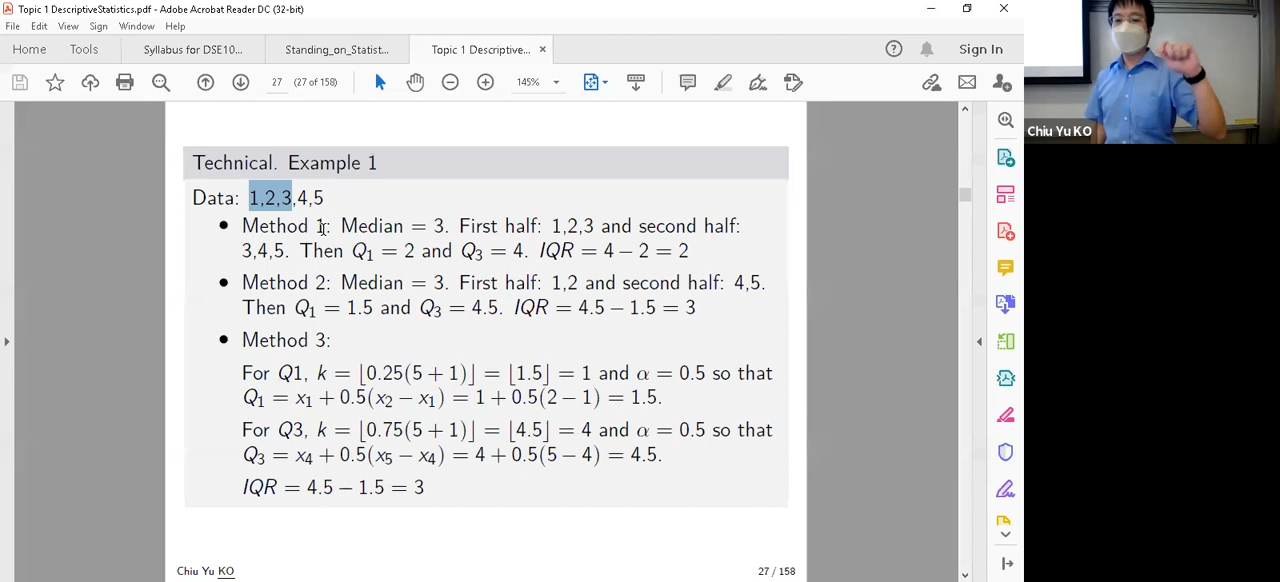 Topic 1 DescriptiveStatistics.pdf - Adobe Acrobat Reader DC (32-bit)
File Edit View Sign Window Help
Home Tools Syllabus for DSE10... Standing_on_Statist... Topic 1 Descriptive... × Sign In
27 (27 of 158) 145%
Chiu Yu KO
Technical. Example 1
Data: 1,2,3,4,5
• Method 1: Median = 3. First half: 1,2,3 and second half:
3,4,5. Then Q₁ = 2 and Q₃ = 4. IQR = 4 − 2 = 2
• Method 2: Median = 3. First half: 1,2 and second half: 4,5.
Then Q₁ = 1.5 and Q₃ = 4.5. IQR = 4.5 − 1.5 = 3
• Method 3:
For Q1, k = ⌊0.25(5 + 1)⌋ = ⌊1.5⌋ = 1 and α = 0.5 so that
Q₁ = x₁ + 0.5(x₂ − x₁) = 1 + 0.5(2 − 1) = 1.5.
For Q3, k = ⌊0.75(5 + 1)⌋ = ⌊4.5⌋ = 4 and α = 0.5 so that
Q₃ = x₄ + 0.5(x₅ − x₄) = 4 + 0.5(5 − 4) = 4.5.
IQR = 4.5 − 1.5 = 3
Chiu Yu KO 27 / 158